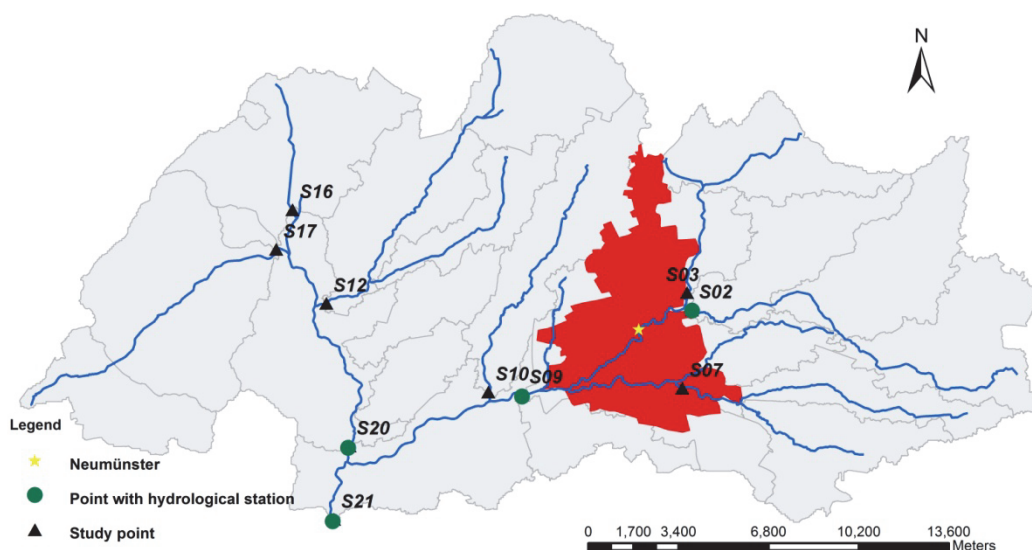 N
S16
S17
S12
S03
S02
S10 S09
S07
S20
S21
Legend
Neumünster
Point with hydrological station
Study point
0 1,700 3,400 6,800 10,200 13,600
Meters